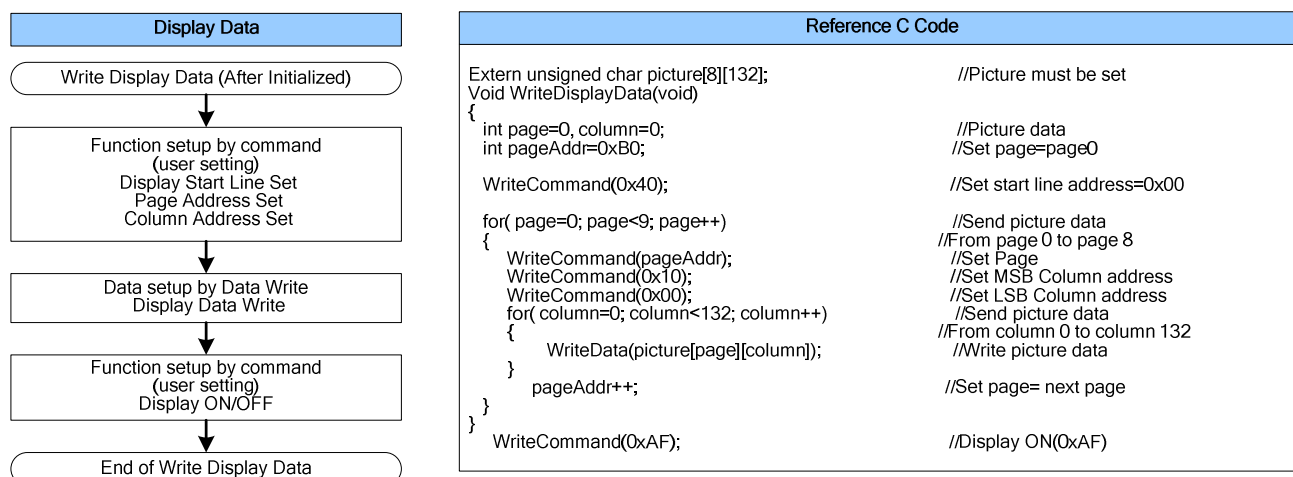 Display Data
Write Display Data (After Initialized)
Function setup by command
(user setting)
Display Start Line Set
Page Address Set
Column Address Set
Data setup by Data Write
Display Data Write
Function setup by command
(user setting)
Display ON/OFF
End of Write Display Data
Reference C Code
Extern unsigned char picture[8][132]; //Picture must be set
Void WriteDisplayData(void)
{
int page=0, column=0; //Picture data
int pageAddr=0xB0; //Set page=page0
WriteCommand(0x40); //Set start line address=0x00
for( page=0; page<9; page++) //Send picture data
{ //From page 0 to page 8
WriteCommand(pageAddr); //Set Page
WriteCommand(0x10); //Set MSB Column address
WriteCommand(0x00); //Set LSB Column address
for( column=0; column<132; column++) //Send picture data
{ //From column 0 to column 132
WriteData(picture[page][column]); //Write picture data
}
pageAddr++; //Set page= next page
}
}
WriteCommand(0xAF); //Display ON(0xAF)